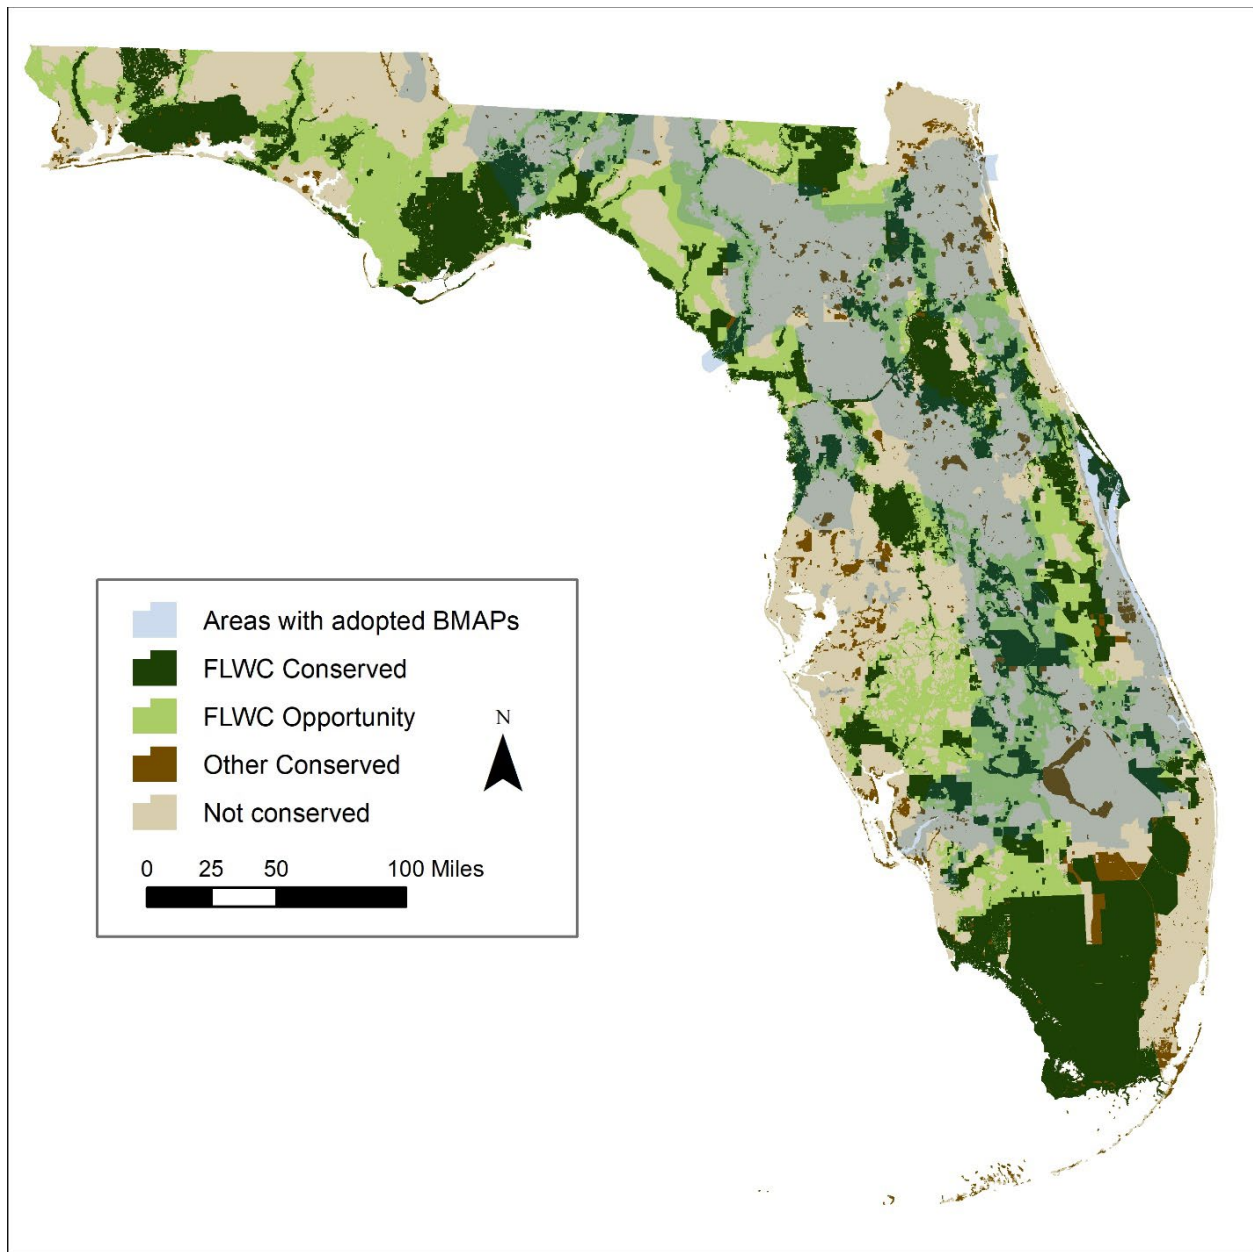 Areas with adopted BMAPs
FLWC Conserved
FLWC Opportunity
N
Other Conserved
Not conserved
0 25 50 100 Miles